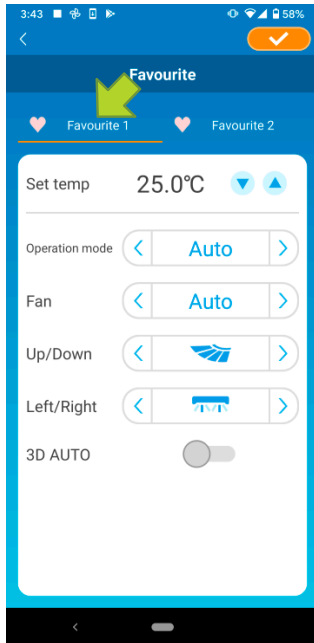 3:43 58%
Favourite
Favourite 1 Favourite 2
Set temp 25.0℃
Operation mode Auto
Fan Auto
Up/Down
Left/Right
3D AUTO